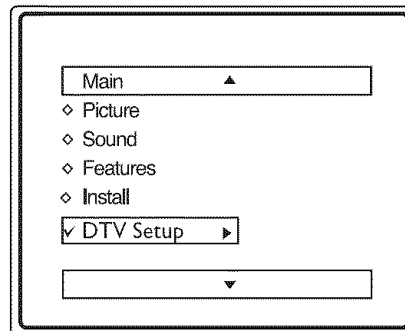 Main
Picture
Sound
Features
Install
DTV Setup